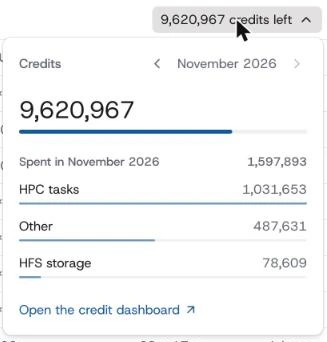 9,620,967 credits left
Credits
November 2026
9,620,967
Spent in November 2026 1,597,893
HPC tasks 1,031,653
Other 487,631
HFS storage 78,609
Open the credit dashboard ↗